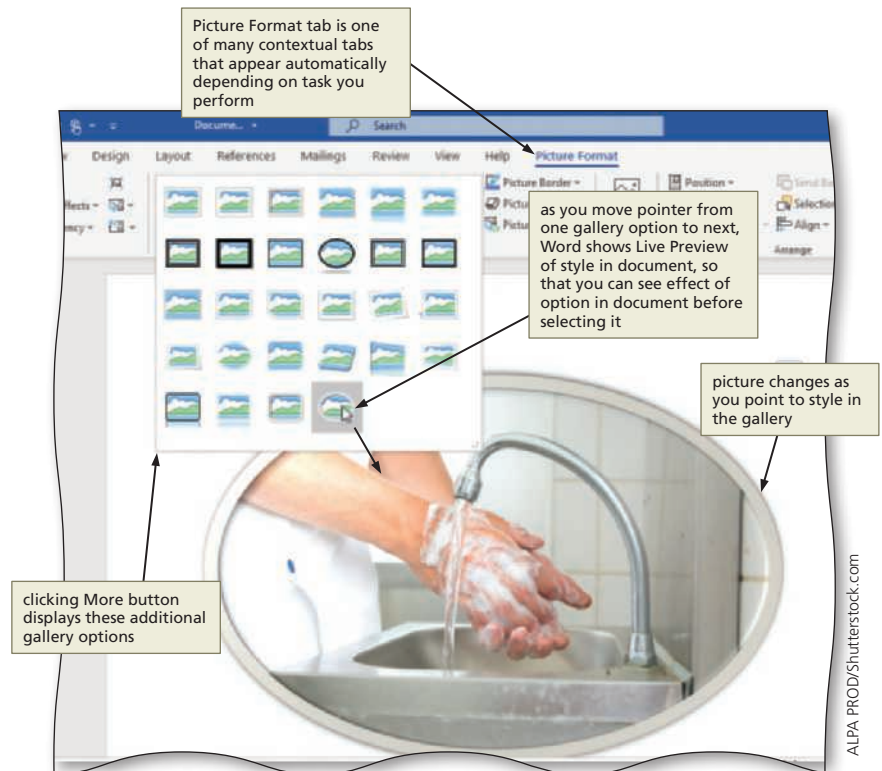 Picture Format tab is one
of many contextual tabs
that appear automatically
depending on task you
perform
Docume...
Search
Design Layout References Mailings Review View Help Picture Format
Picture Border
Position
Align
Arrange
as you move pointer from
one gallery option to next,
Word shows Live Preview
of style in document, so
that you can see effect of
option in document before
selecting it
picture changes as
you point to style in
the gallery
clicking More button
displays these additional
gallery options
ALPA PROD/Shutterstock.com